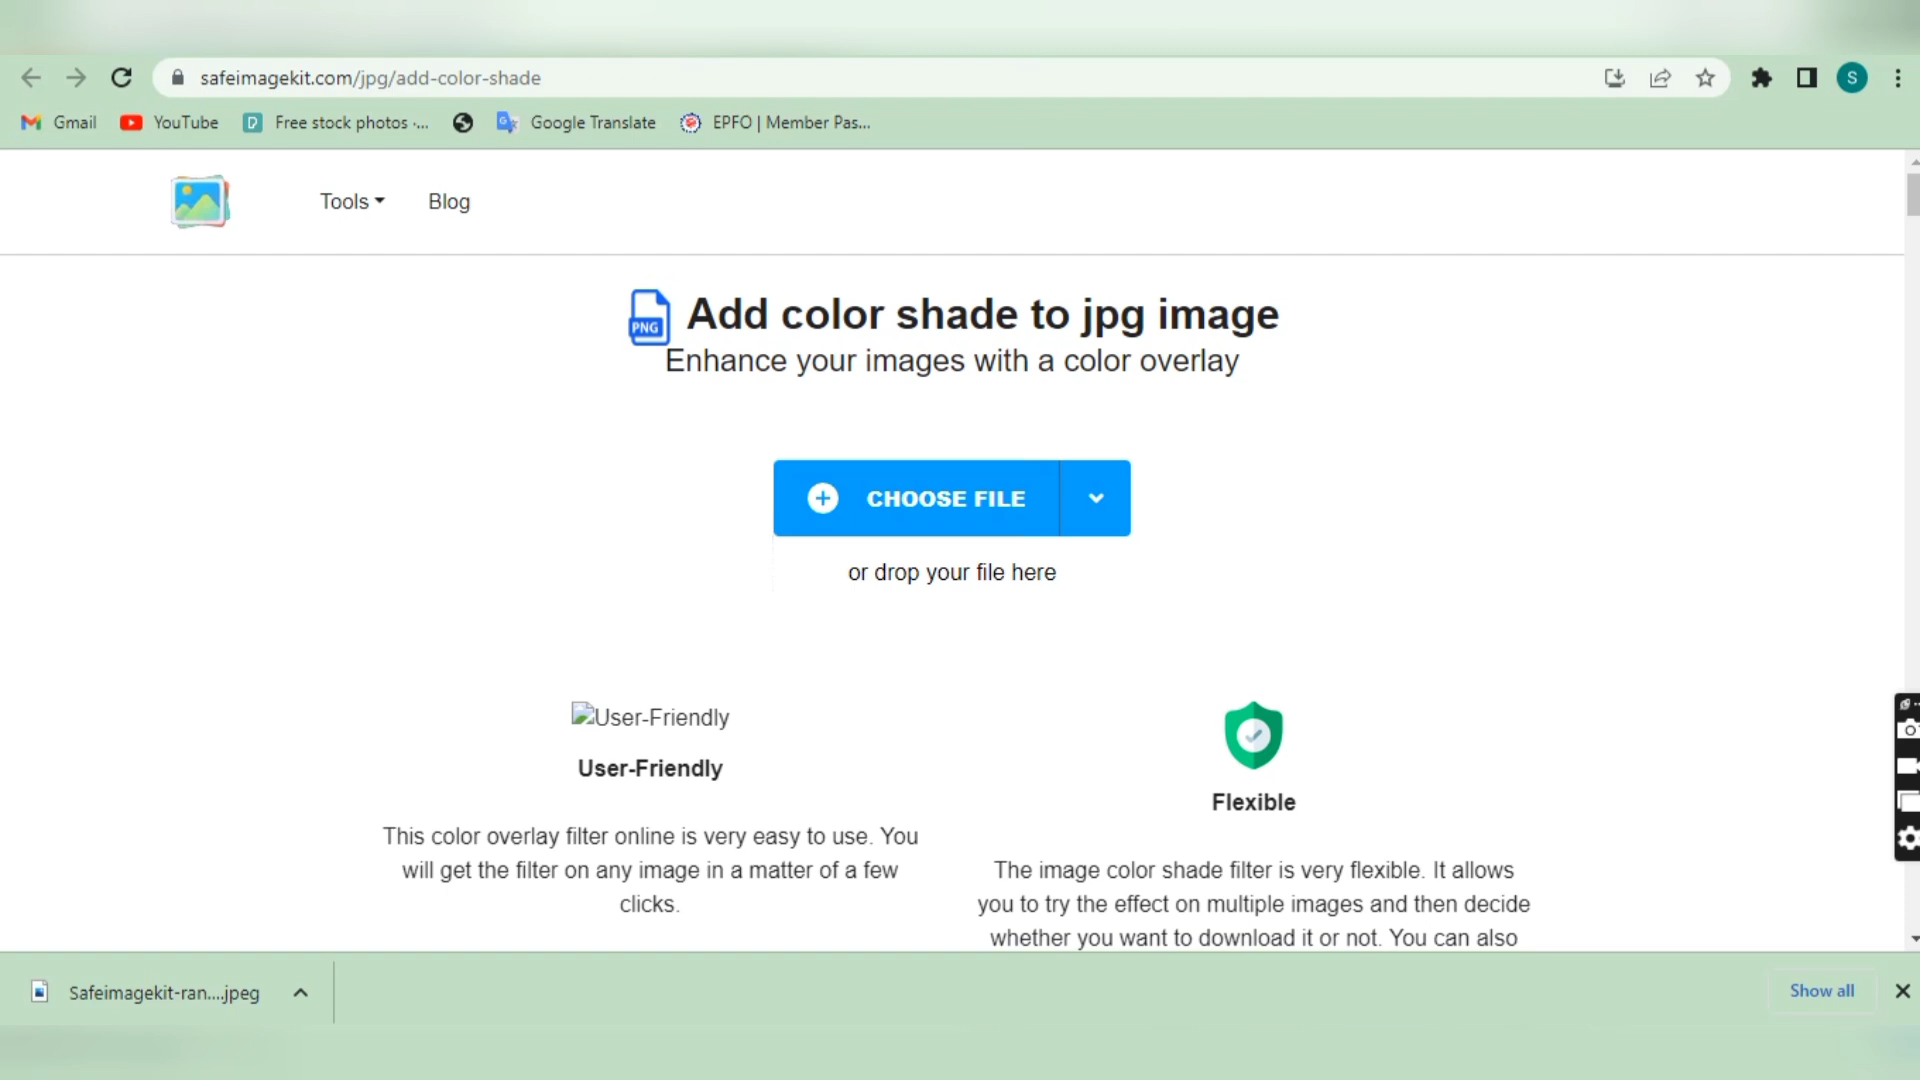 safeimagekit.com/jpg/add-color-shade
S
Gmail
YouTube
Free stock photos ·...
Google Translate
EPFO | Member Pas...
Tools
Blog
PNG
Add color shade to jpg image
Enhance your images with a color overlay
CHOOSE FILE
or drop your file here
User-Friendly
User-Friendly
This color overlay filter online is very easy to use. You
will get the filter on any image in a matter of a few
clicks.
Flexible
The image color shade filter is very flexible. It allows
you to try the effect on multiple images and then decide
whether you want to download it or not. You can also
Safeimagekit-ran....jpeg
Show all